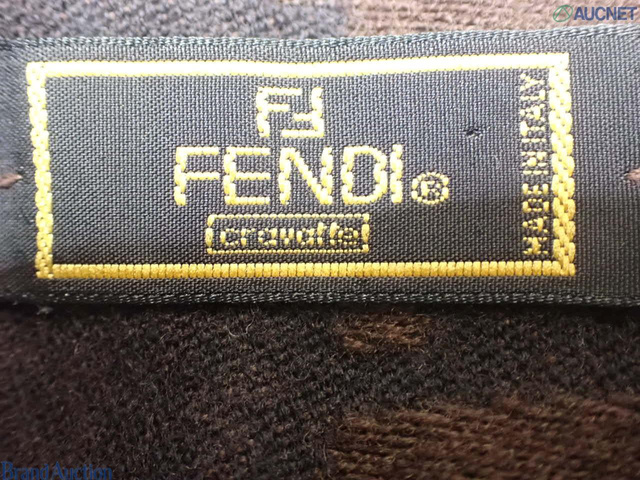 AUCNET
FF
FENDI®
cravatte
MADE IN ITALY
Brand Auction